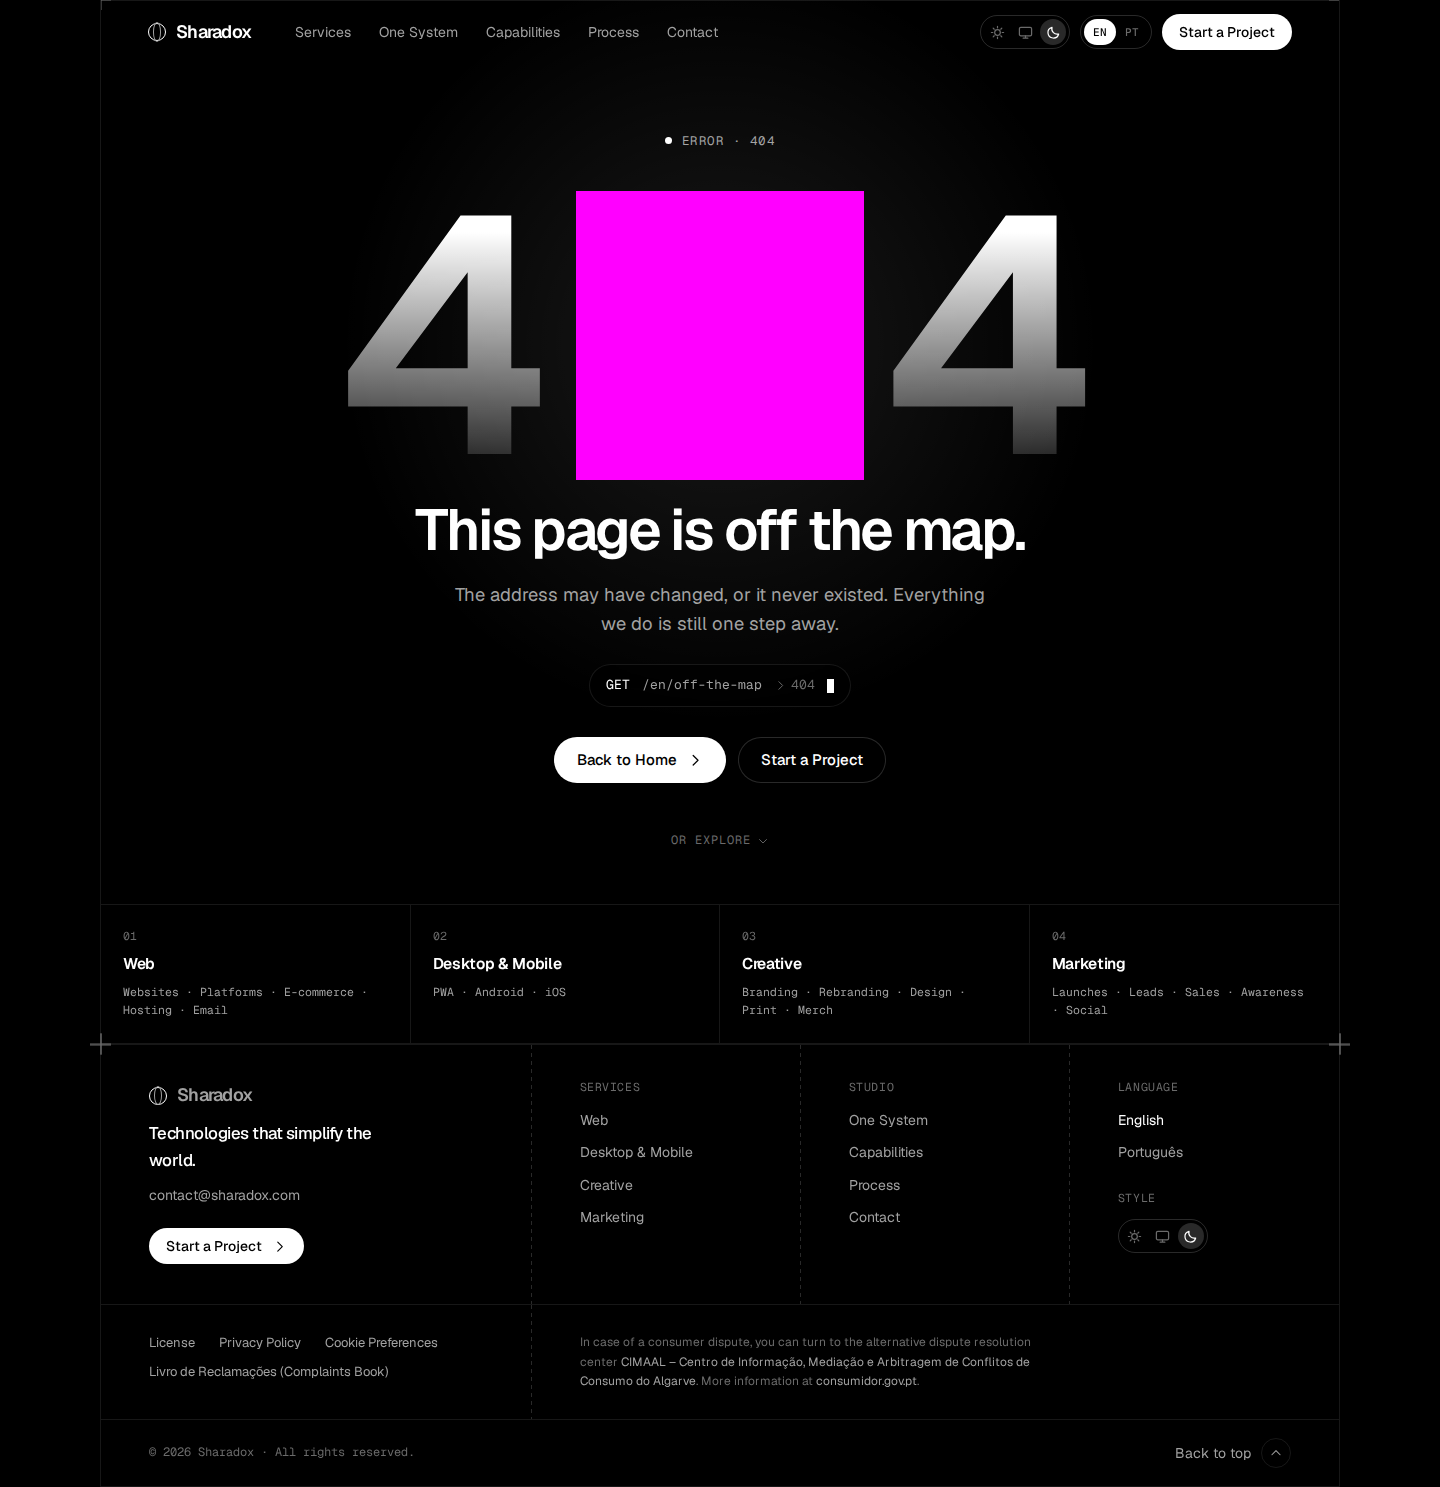 Sharadox
Services
One System
Capabilities
Process
Contact
EN
PT
Start a Project
ERROR · 404
4 4
This page is off the map.
The address may have changed, or it never existed. Everything
we do is still one step away.
GET /en/off-the-map > 404
Back to Home
Start a Project
OR EXPLORE
01
Web
Websites · Platforms · E-commerce ·
Hosting · Email
02
Desktop & Mobile
PWA · Android · iOS
03
Creative
Branding · Rebranding · Design ·
Print · Merch
04
Marketing
Launches · Leads · Sales · Awareness
· Social
Sharadox
Technologies that simplify the
world.
contact@sharadox.com
Start a Project
SERVICES
Web
Desktop & Mobile
Creative
Marketing
STUDIO
One System
Capabilities
Process
Contact
LANGUAGE
English
Português
STYLE
License
Privacy Policy
Cookie Preferences
Livro de Reclamações (Complaints Book)
In case of a consumer dispute, you can turn to the alternative dispute resolution
center CIMAAL – Centro de Informação, Mediação e Arbitragem de Conflitos de
Consumo do Algarve. More information at consumidor.gov.pt.
© 2026 Sharadox · All rights reserved.
Back to top